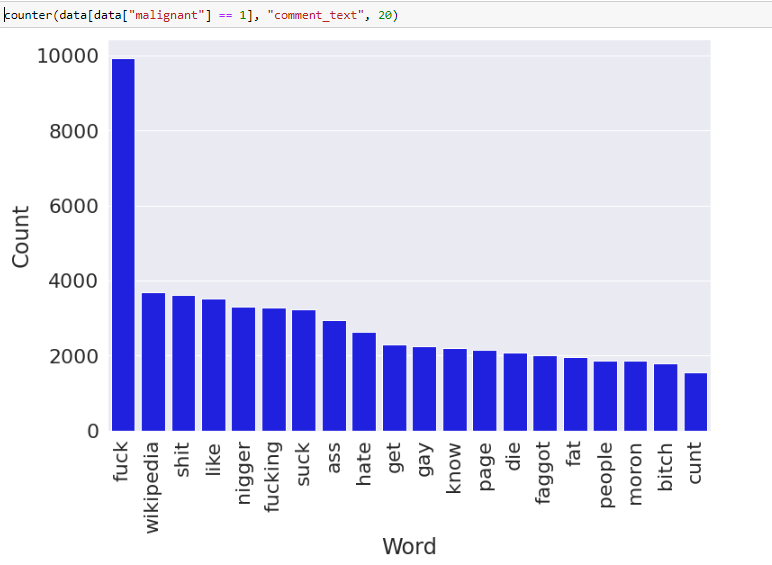 counter(data[data["malignant"] == 1], "comment_text", 20)
10000
8000
6000
4000
2000
0
Count
fuck
wikipedia
shit
like
nigger
fucking
suck
ass
hate
get
gay
know
page
die
faggot
fat
people
moron
bitch
cunt
Word